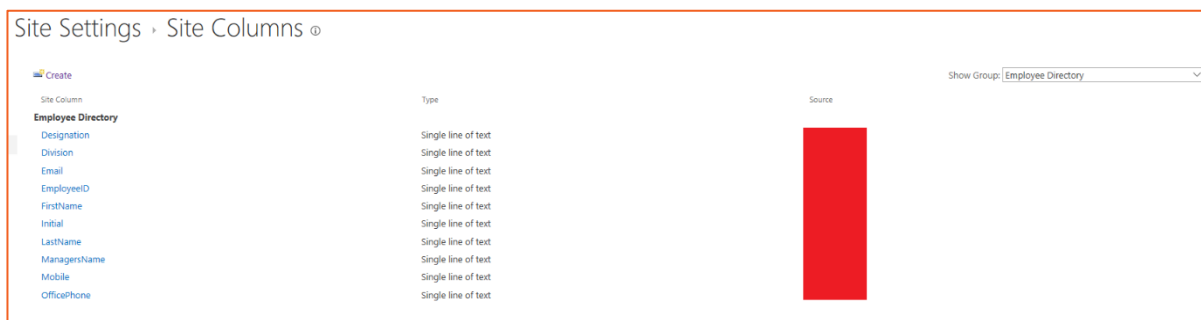 Site Settings › Site Columns
Create
Show Group: Employee Directory
Site Column Type Source
Employee Directory
Designation Single line of text
Division Single line of text
Email Single line of text
EmployeeID Single line of text
FirstName Single line of text
Initial Single line of text
LastName Single line of text
ManagersName Single line of text
Mobile Single line of text
OfficePhone Single line of text